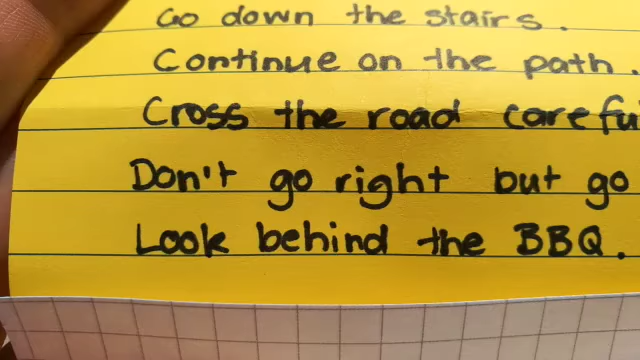 Go down the stairs.
Continue on the path.
Cross the road carefu
Don't go right but go
Look behind the BBQ.